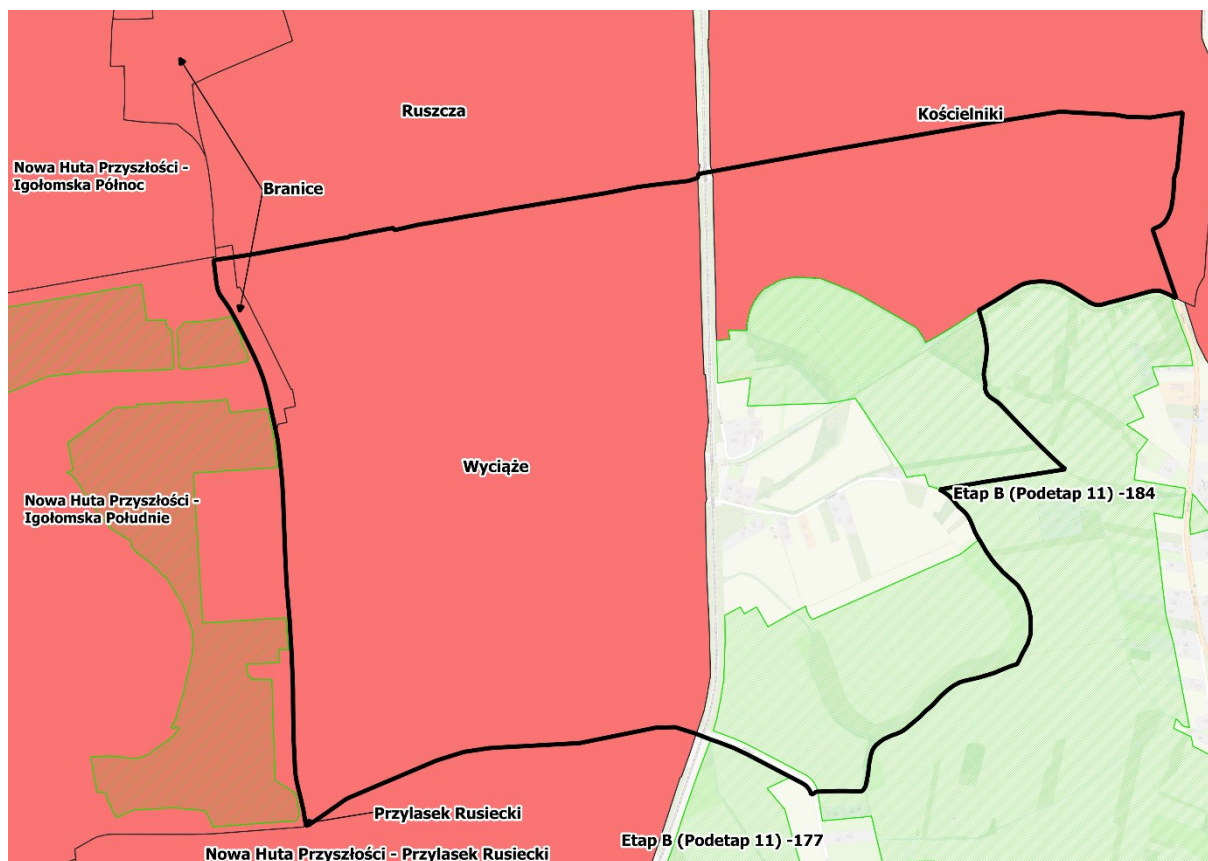 Ruszcza
Kościelniki
Nowa Huta Przyszłości -
Igołomska Północ
Branice
Wyciąże
Etap B (Podetap 11) -184
Nowa Huta Przyszłości -
Igołomska Południe
Przylasek Rusiecki
Etap B (Podetap 11) -177
Nowa Huta Przyszłości - Przylasek Rusiecki